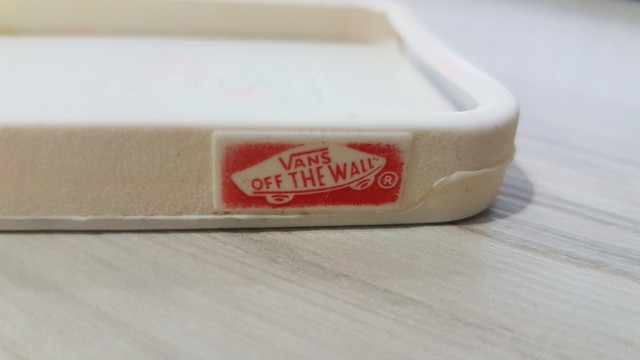 VANS
"OFF THE WALL"
®